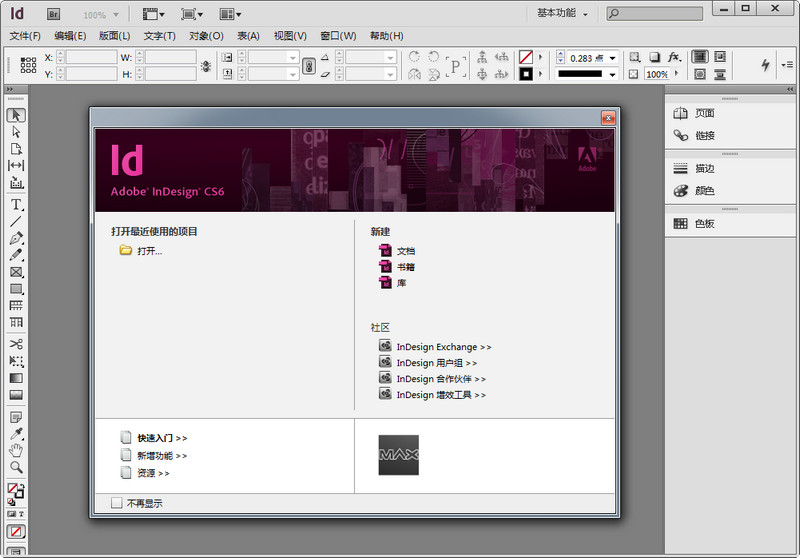 Id Br 100% 基本功能
文件(F) 编辑(E) 版面(L) 文字(T) 对象(O) 表(A) 视图(V) 窗口(W) 帮助(H)
X: W: P 0.283 点 fx.
Y: H: 100%
页面
链接
描边
颜色
色板
Id
Adobe® InDesign® CS6
Adobe
打开最近使用的项目
打开...
新建
文档
书籍
库
社区
InDesign Exchange >>
InDesign 用户组 >>
InDesign 合作伙伴 >>
InDesign 增效工具 >>
快速入门 >>
新增功能 >>
资源 >>
MAX
不再显示